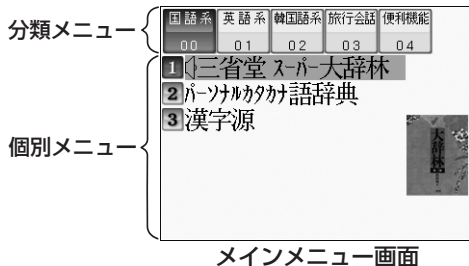 分類メニュー
国語系 英語系 韓国語系 旅行会話 便利機能
00 01 02 03 04
1 三省堂 スーパー大辞林
2 パーソナルカタカナ語辞典
3 漢字源
個別メニュー
大辞林
メインメニュー画面